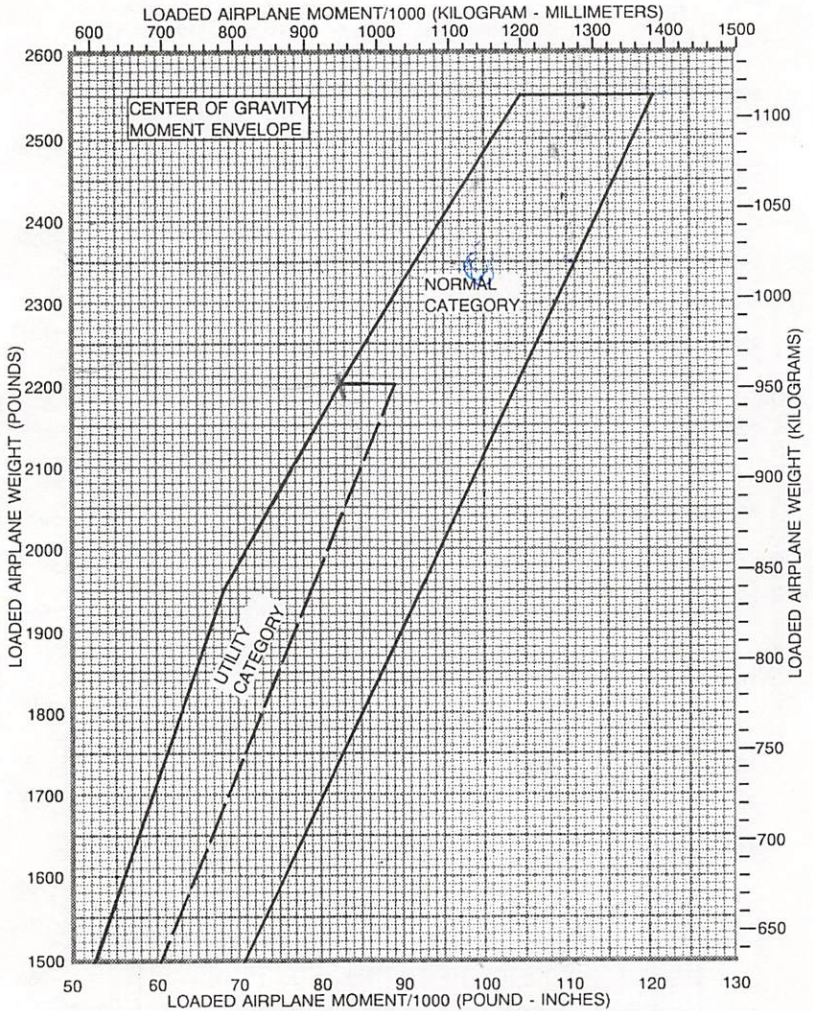 LOADED AIRPLANE MOMENT/1000 (KILOGRAM - MILLIMETERS)
600 700 800 900 1000 1100 1200 1300 1400 1500
CENTER OF GRAVITY
MOMENT ENVELOPE
LOADED AIRPLANE WEIGHT (POUNDS)
2600
2500
2400
2300
2200
2100
2000
1900
1800
1700
1600
1500
NORMAL
CATEGORY
UTILITY
CATEGORY
1100
1050
1000
950
900
850
800
750
700
650
LOADED AIRPLANE WEIGHT (KILOGRAMS)
50 60 70 80 90 100 110 120 130
LOADED AIRPLANE MOMENT/1000 (POUND - INCHES)